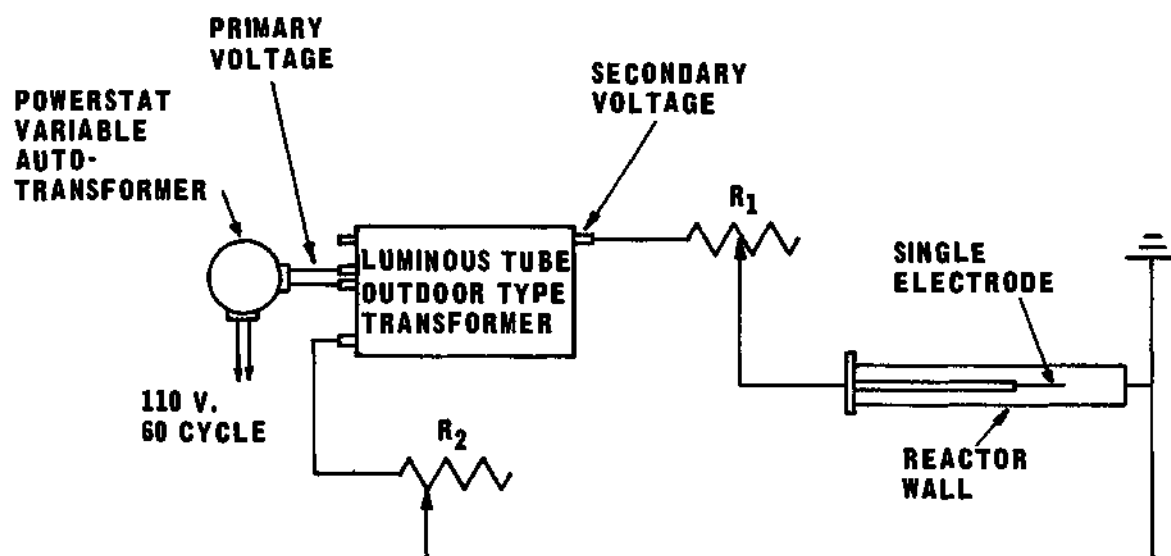 PRIMARY
VOLTAGE
POWERSTAT
VARIABLE
AUTO-
TRANSFORMER
SECONDARY
VOLTAGE
R1
LUMINOUS TUBE
OUTDOOR TYPE
TRANSFORMER
SINGLE
ELECTRODE
110 V.
60 CYCLE
R2
REACTOR
WALL